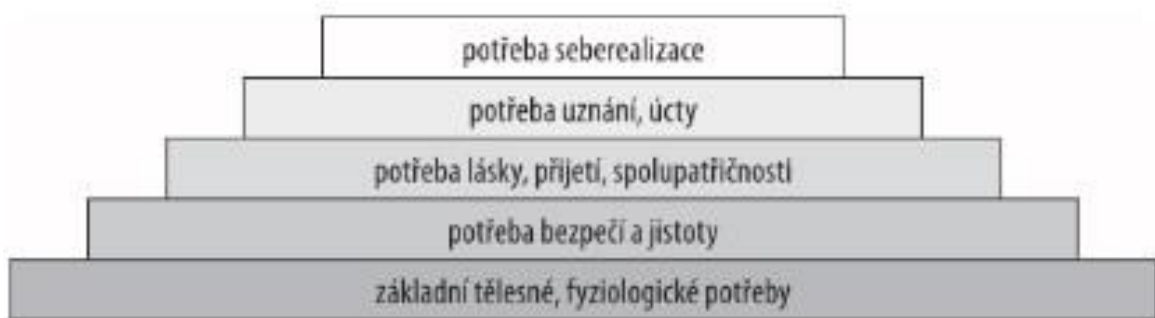 potřeba seberealizace
potřeba uznání, úcty
potřeba lásky, přijetí, spolupatřičnosti
potřeba bezpečí a jistoty
základní tělesné, fyziologické potřeby